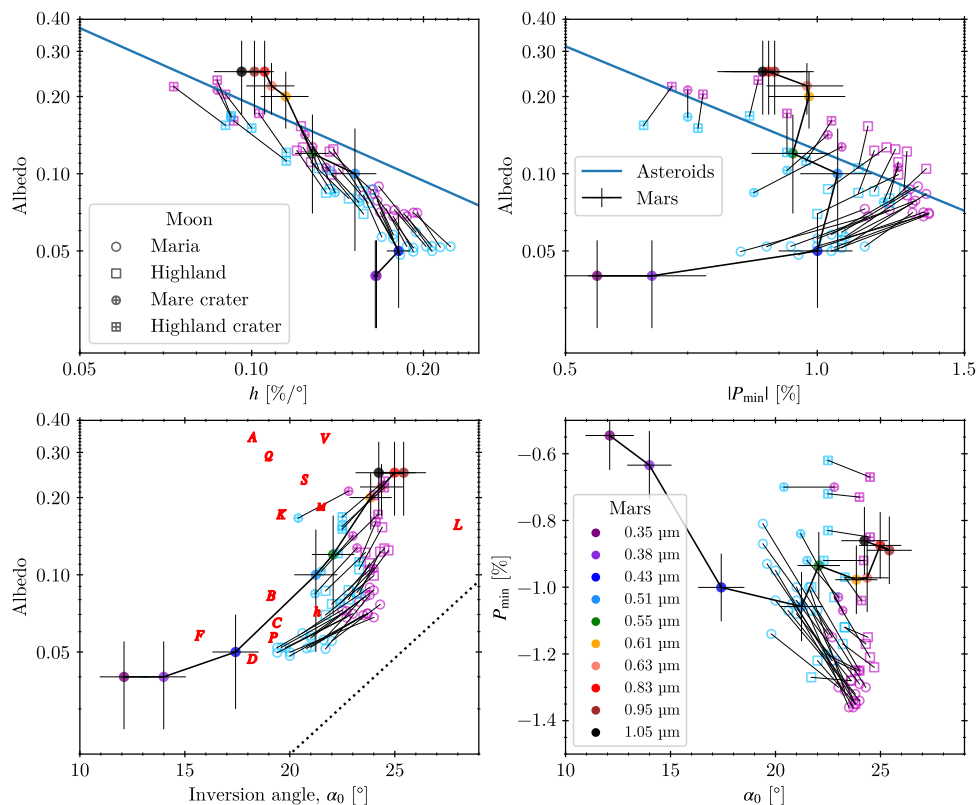 0.40
0.30
0.20
0.10
0.05
Albedo
Moon
Maria
Highland
Mare crater
Highland crater
0.05
0.10
0.20
h [%/°]
0.40
0.30
0.20
0.10
0.05
Albedo
Asteroids
Mars
0.5
1.0
1.5
|Pmin| [%]
0.40
0.30
0.20
0.10
0.05
Albedo
A
V
Q
S
K
M
L
B
h
C
F
P
D
10
15
20
25
Inversion angle, α0 [°]
−0.6
−0.8
−1.0
−1.2
−1.4
Pmin [%]
Mars
0.35 µm
0.38 µm
0.43 µm
0.51 µm
0.55 µm
0.61 µm
0.63 µm
0.83 µm
0.95 µm
1.05 µm
10
15
20
25
α0 [°]